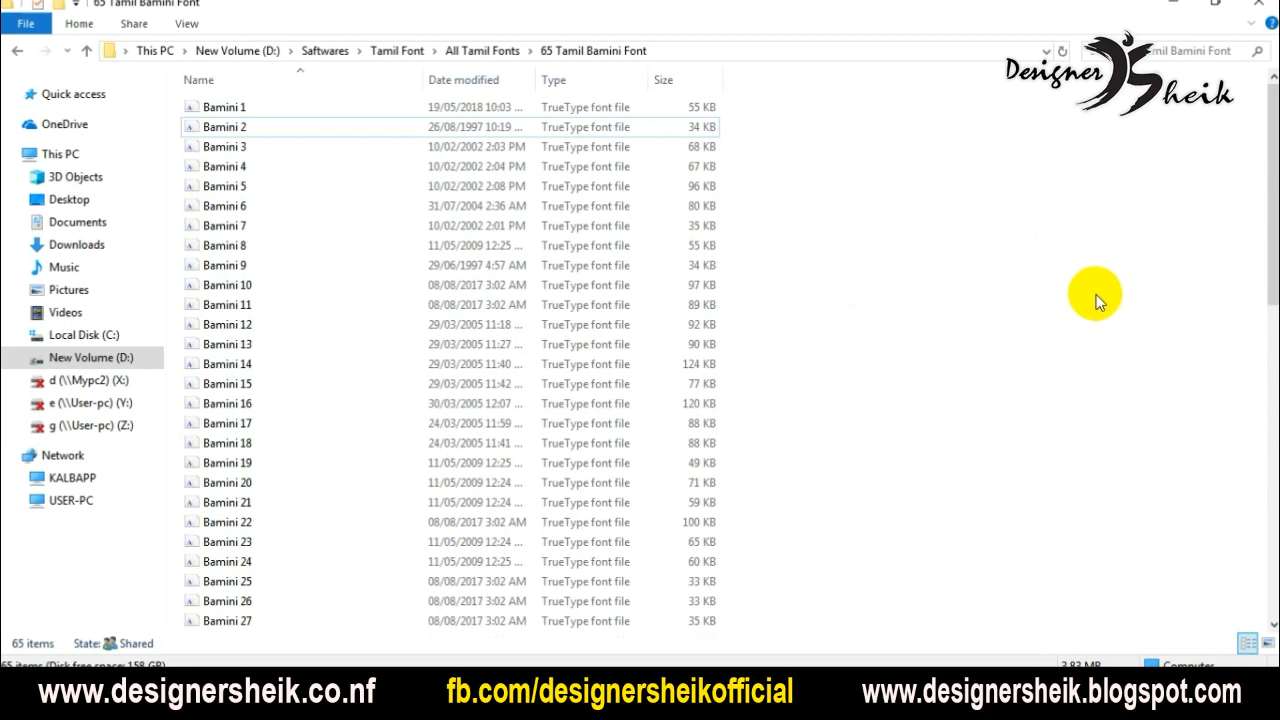 65 Tamil Bamini Font
File Home Share View
This PC New Volume (D:) Saftwares Tamil Font All Tamil Fonts 65 Tamil Bamini Font
mil Bamini Font
Designer Sheik
Name Date modified Type Size
Quick access
OneDrive
This PC
3D Objects
Desktop
Documents
Downloads
Music
Pictures
Videos
Local Disk (C:)
New Volume (D:)
d (\\Mypc2) (X:)
e (\\User-pc) (Y:)
g (\\User-pc) (Z:)
Network
KALBAPP
USER-PC
Bamini 1 19/05/2018 10:03 ... TrueType font file 55 KB
Bamini 2 26/08/1997 10:19 ... TrueType font file 34 KB
Bamini 3 10/02/2002 2:03 PM TrueType font file 68 KB
Bamini 4 10/02/2002 2:04 PM TrueType font file 67 KB
Bamini 5 10/02/2002 2:08 PM TrueType font file 96 KB
Bamini 6 31/07/2004 2:36 AM TrueType font file 80 KB
Bamini 7 10/02/2002 2:01 PM TrueType font file 35 KB
Bamini 8 11/05/2009 12:25 ... TrueType font file 55 KB
Bamini 9 29/06/1997 4:57 AM TrueType font file 34 KB
Bamini 10 08/08/2017 3:02 AM TrueType font file 97 KB
Bamini 11 08/08/2017 3:02 AM TrueType font file 89 KB
Bamini 12 29/03/2005 11:18 ... TrueType font file 92 KB
Bamini 13 29/03/2005 11:27 ... TrueType font file 90 KB
Bamini 14 29/03/2005 11:40 ... TrueType font file 124 KB
Bamini 15 29/03/2005 11:42 ... TrueType font file 77 KB
Bamini 16 30/03/2005 12:07 ... TrueType font file 120 KB
Bamini 17 24/03/2005 11:59 ... TrueType font file 88 KB
Bamini 18 24/03/2005 11:41 ... TrueType font file 88 KB
Bamini 19 11/05/2009 12:25 ... TrueType font file 49 KB
Bamini 20 11/05/2009 12:24 ... TrueType font file 71 KB
Bamini 21 11/05/2009 12:24 ... TrueType font file 59 KB
Bamini 22 08/08/2017 3:02 AM TrueType font file 100 KB
Bamini 23 11/05/2009 12:24 ... TrueType font file 65 KB
Bamini 24 11/05/2009 12:25 ... TrueType font file 60 KB
Bamini 25 08/08/2017 3:02 AM TrueType font file 33 KB
Bamini 26 08/08/2017 3:02 AM TrueType font file 33 KB
Bamini 27 08/08/2017 3:02 AM TrueType font file 35 KB
65 items State: Shared
65 items (Disk free space: 158 GB) 3.83 MB Computer
www.designersheik.co.nf fb.com/designersheikofficial www.designersheik.blogspot.com